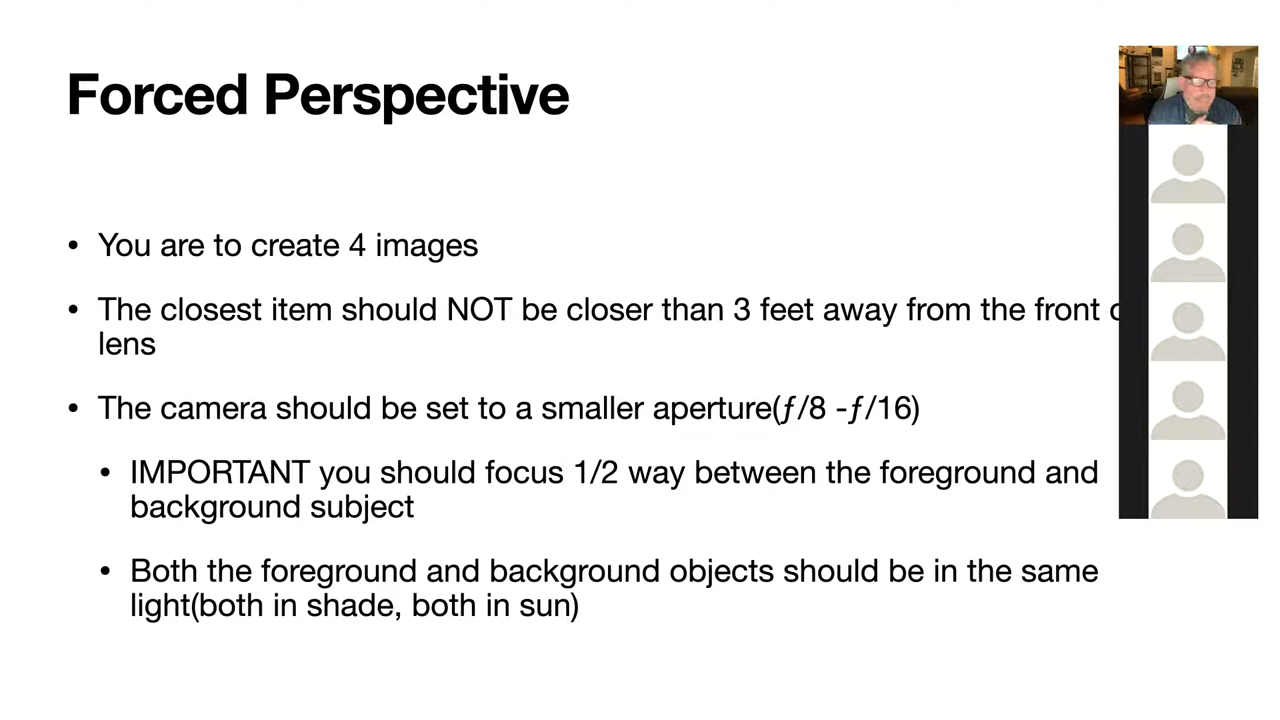 Forced Perspective
• You are to create 4 images
• The closest item should NOT be closer than 3 feet away from the front
lens
• The camera should be set to a smaller aperture(ƒ/8 -ƒ/16)
• IMPORTANT you should focus 1/2 way between the foreground and
background subject
• Both the foreground and background objects should be in the same
light(both in shade, both in sun)